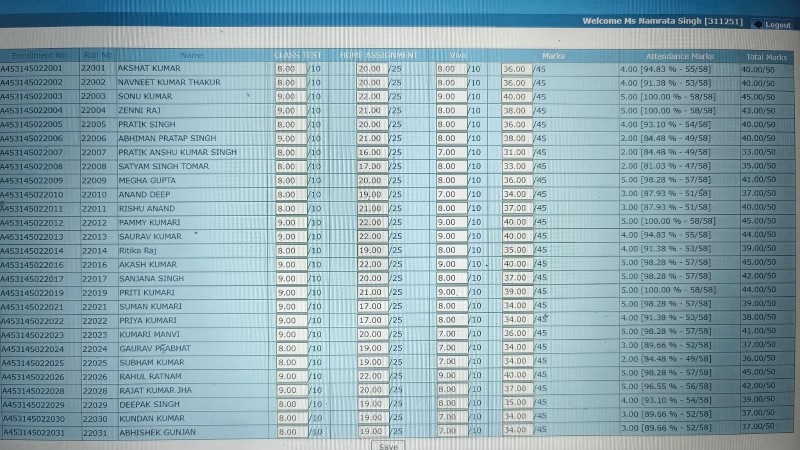 Welcome Ms Namrata Singh [311251] Logout
Enrollment No Roll No Name CLASS TEST HOME ASSIGNMENT Viva Marks Attendance Marks Total Marks
A453145022001 22001 AKSHAT KUMAR 8.00 /10 20.00 /25 8.00 /10 36.00 /45 4.00 [94.83 % - 55/58] 40.00/50
A453145022002 22002 NAVNEET KUMAR THAKUR 8.00 /10 20.00 /25 8.00 /10 36.00 /45 4.00 [91.38 % - 53/58] 40.00/50
A453145022003 22003 SONU KUMAR 9.00 /10 22.00 /25 9.00 /10 40.00 /45 5.00 [100.00 % - 58/58] 45.00/50
A453145022004 22004 ZENNI RAJ 9.00 /10 21.00 /25 8.00 /10 38.00 /45 5.00 [100.00 % - 58/58] 43.00/50
A453145022005 22005 PRATIK SINGH 8.00 /10 20.00 /25 8.00 /10 36.00 /45 4.00 [93.10 % - 54/58] 40.00/50
A453145022006 22006 ABHIMAN PRATAP SINGH 9.00 /10 21.00 /25 8.00 /10 38.00 /45 2.00 [84.48 % - 49/58] 40.00/50
A453145022007 22007 PRATIK ANSHU KUMAR SINGH 8.00 /10 16.00 /25 7.00 /10 31.00 /45 2.00 [84.48 % - 49/58] 33.00/50
A453145022008 22008 SATYAM SINGH TOMAR 8.00 /10 17.00 /25 8.00 /10 33.00 /45 2.00 [81.03 % - 47/58] 35.00/50
A453145022009 22009 MEGHA GUPTA 8.00 /10 20.00 /25 8.00 /10 36.00 /45 5.00 [98.28 % - 57/58] 41.00/50
A453145022010 22010 ANAND DEEP 8.00 /10 19.00 /25 7.00 /10 34.00 /45 3.00 [87.93 % - 51/58] 37.00/50
A453145022011 22011 RISHU ANAND 8.00 /10 21.00 /25 8.00 /10 37.00 /45 3.00 [87.93 % - 51/58] 40.00/50
A453145022012 22012 PAMMY KUMARI 9.00 /10 22.00 /25 9.00 /10 40.00 /45 5.00 [100.00 % - 58/58] 45.00/50
A453145022013 22013 SAURAV KUMAR 9.00 /10 22.00 /25 9.00 /10 40.00 /45 4.00 [94.83 % - 55/58] 44.00/50
A453145022014 22014 Ritika Raj 8.00 /10 19.00 /25 8.00 /10 35.00 /45 4.00 [91.38 % - 53/58] 39.00/50
A453145022016 22016 AKASH KUMAR 9.00 /10 22.00 /25 9.00 /10 40.00 /45 5.00 [98.28 % - 57/58] 45.00/50
A453145022017 22017 SANJANA SINGH 9.00 /10 20.00 /25 8.00 /10 37.00 /45 5.00 [98.28 % - 57/58] 42.00/50
A453145022019 22019 PRITI KUMARI 9.00 /10 21.00 /25 9.00 /10 39.00 /45 5.00 [100.00 % - 58/58] 44.00/50
A453145022021 22021 SUMAN KUMARI 9.00 /10 17.00 /25 8.00 /10 34.00 /45 5.00 [98.28 % - 57/58] 39.00/50
A453145022022 22022 PRIYA KUMARI 9.00 /10 17.00 /25 8.00 /10 34.00 /45 4.00 [91.38 % - 53/58] 38.00/50
A453145022023 22023 KUMARI MANVI 9.00 /10 20.00 /25 7.00 /10 36.00 /45 5.00 [98.28 % - 57/58] 41.00/50
A453145022024 22024 GAURAV PRABHAT 8.00 /10 19.00 /25 7.00 /10 34.00 /45 3.00 [89.66 % - 52/58] 37.00/50
A453145022025 22025 SUBHAM KUMAR 8.00 /10 19.00 /25 7.00 /10 34.00 /45 2.00 [84.48 % - 49/58] 36.00/50
A453145022026 22026 RAHUL RATNAM 9.00 /10 22.00 /25 9.00 /10 40.00 /45 5.00 [98.28 % - 57/58] 45.00/50
A453145022028 22028 RAJAT KUMAR JHA 9.00 /10 20.00 /25 8.00 /10 37.00 /45 5.00 [96.55 % - 56/58] 42.00/50
A453145022029 22029 DEEPAK SINGH 8.00 /10 19.00 /25 8.00 /10 35.00 /45 4.00 [93.10 % - 54/58] 39.00/50
A453145022030 22030 KUNDAN KUMAR 8.00 /10 19.00 /25 7.00 /10 34.00 /45 3.00 [89.66 % - 52/58] 37.00/50
A453145022031 22031 ABHISHEK GUNJAN 8.00 /10 19.00 /25 7.00 /10 34.00 /45 3.00 [89.66 % - 52/58] 37.00/50
Save